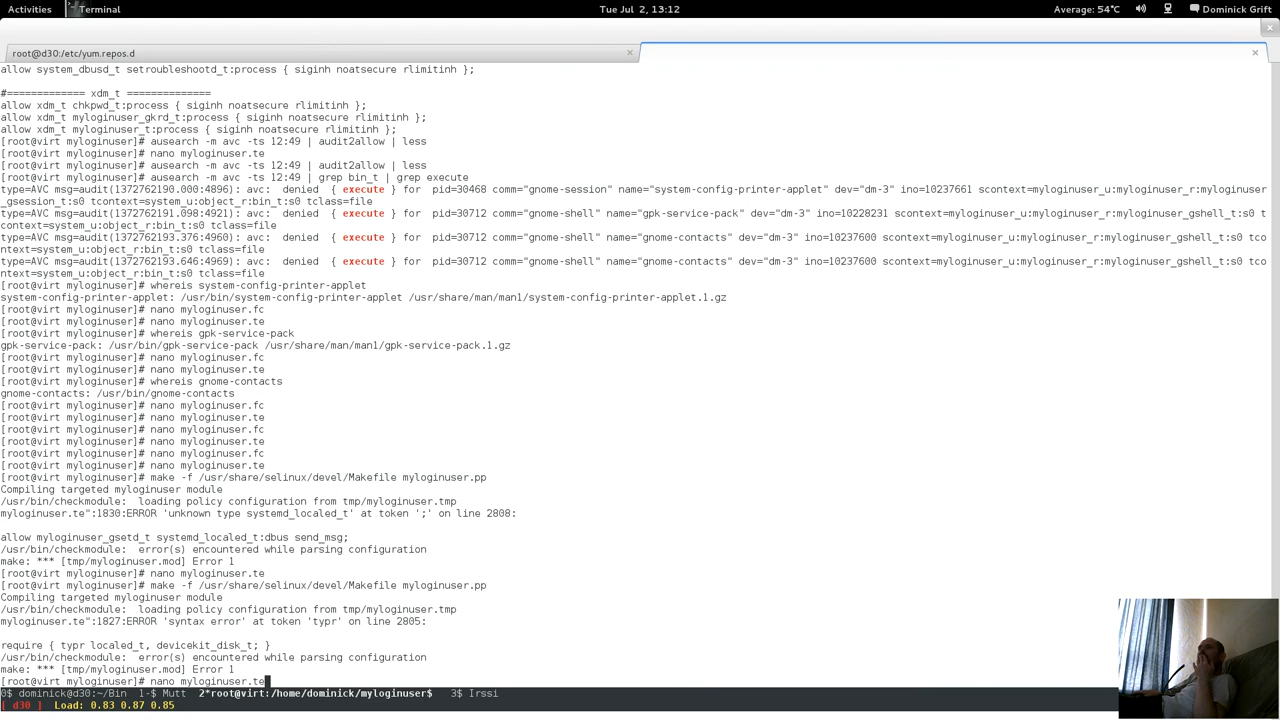 Activities Terminal Tue Jul 2, 13:12 Average: 54°C Dominick Grift
root@d30:/etc/yum.repos.d
allow system_dbusd_t setroubleshootd_t:process { siginh noatsecure rlimitinh };
#============= xdm_t ==============
allow xdm_t chkpwd_t:process { siginh noatsecure rlimitinh };
allow xdm_t myloginuser_gkrd_t:process { siginh noatsecure rlimitinh };
allow xdm_t myloginuser_t:process { siginh noatsecure rlimitinh };
[root@virt myloginuser]# ausearch -m avc -ts 12:49 | audit2allow | less
[root@virt myloginuser]# nano myloginuser.te
[root@virt myloginuser]# ausearch -m avc -ts 12:49 | audit2allow | less
[root@virt myloginuser]# ausearch -m avc -ts 12:49 | grep bin_t | grep execute
type=AVC msg=audit(1372762190.000:4896): avc:  denied  { execute } for  pid=30468 comm="gnome-session" name="system-config-printer-applet" dev="dm-3" ino=10237661 scontext=myloginuser_u:myloginuser_r:myloginuser
_gsession_t:s0 tcontext=system_u:object_r:bin_t:s0 tclass=file
type=AVC msg=audit(1372762191.098:4921): avc:  denied  { execute } for  pid=30712 comm="gnome-shell" name="gpk-service-pack" dev="dm-3" ino=10228231 scontext=myloginuser_u:myloginuser_r:myloginuser_gshell_t:s0 t
context=system_u:object_r:bin_t:s0 tclass=file
type=AVC msg=audit(1372762193.376:4960): avc:  denied  { execute } for  pid=30712 comm="gnome-shell" name="gnome-contacts" dev="dm-3" ino=10237600 scontext=myloginuser_u:myloginuser_r:myloginuser_gshell_t:s0 tco
ntext=system_u:object_r:bin_t:s0 tclass=file
type=AVC msg=audit(1372762193.646:4969): avc:  denied  { execute } for  pid=30712 comm="gnome-shell" name="gnome-contacts" dev="dm-3" ino=10237600 scontext=myloginuser_u:myloginuser_r:myloginuser_gshell_t:s0 tco
ntext=system_u:object_r:bin_t:s0 tclass=file
[root@virt myloginuser]# whereis system-config-printer-applet
system-config-printer-applet: /usr/bin/system-config-printer-applet /usr/share/man/man1/system-config-printer-applet.1.gz
[root@virt myloginuser]# nano myloginuser.fc
[root@virt myloginuser]# nano myloginuser.te
[root@virt myloginuser]# whereis gpk-service-pack
gpk-service-pack: /usr/bin/gpk-service-pack /usr/share/man/man1/gpk-service-pack.1.gz
[root@virt myloginuser]# nano myloginuser.fc
[root@virt myloginuser]# nano myloginuser.te
[root@virt myloginuser]# whereis gnome-contacts
gnome-contacts: /usr/bin/gnome-contacts
[root@virt myloginuser]# nano myloginuser.fc
[root@virt myloginuser]# nano myloginuser.te
[root@virt myloginuser]# nano myloginuser.fc
[root@virt myloginuser]# nano myloginuser.te
[root@virt myloginuser]# nano myloginuser.fc
[root@virt myloginuser]# nano myloginuser.te
[root@virt myloginuser]# make -f /usr/share/selinux/devel/Makefile myloginuser.pp
Compiling targeted myloginuser module
/usr/bin/checkmodule:  loading policy configuration from tmp/myloginuser.tmp
myloginuser.te":1830:ERROR 'unknown type systemd_localed_t' at token ';' on line 2808:
allow myloginuser_gsetd_t systemd_localed_t:dbus send_msg;
/usr/bin/checkmodule:  error(s) encountered while parsing configuration
make: *** [tmp/myloginuser.mod] Error 1
[root@virt myloginuser]# nano myloginuser.te
[root@virt myloginuser]# make -f /usr/share/selinux/devel/Makefile myloginuser.pp
Compiling targeted myloginuser module
/usr/bin/checkmodule:  loading policy configuration from tmp/myloginuser.tmp
myloginuser.te":1827:ERROR 'syntax error' at token 'typr' on line 2805:
require { typr localed_t, devicekit_disk_t; }
/usr/bin/checkmodule:  error(s) encountered while parsing configuration
make: *** [tmp/myloginuser.mod] Error 1
[root@virt myloginuser]# nano myloginuser.te
0$ dominick@d30:~/Bin  1-$ Mutt  2*root@virt:/home/dominick/myloginuser$  3$ Irssi
[ d30 ] Load: 0.83 0.87 0.85